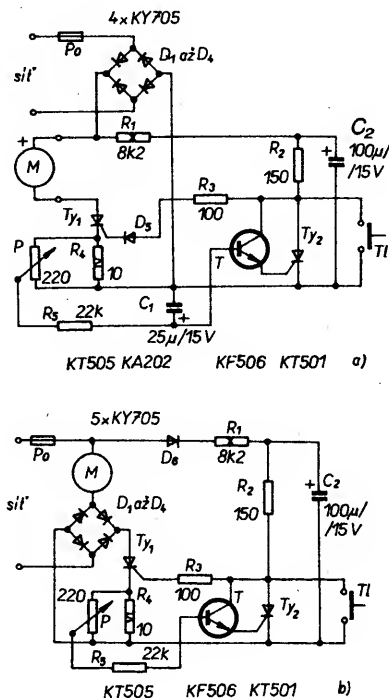 4×KY705
Po
D₁ až D₄
síť
R₁
8K2
C₂
100μ/
/15V
+
M
R₂
150
+
R₃
100
Ty₁
D₅
Ty₂
T
P
220
R₄
10
Tl
C₁
R₅
22k
+
25μ/15V
KT505 KA202 KF506 KT501 a)
5×KY705
Po
R₁
8K2
M
D₆
síť
D₁ až D₄
R₂
150
+
C₂
100μ/
/15V
Ty₁
R₃
100
T
Ty₂
220
P
R₄
10
Tl
R₅
22k
KT505 KF506 KT501 b)